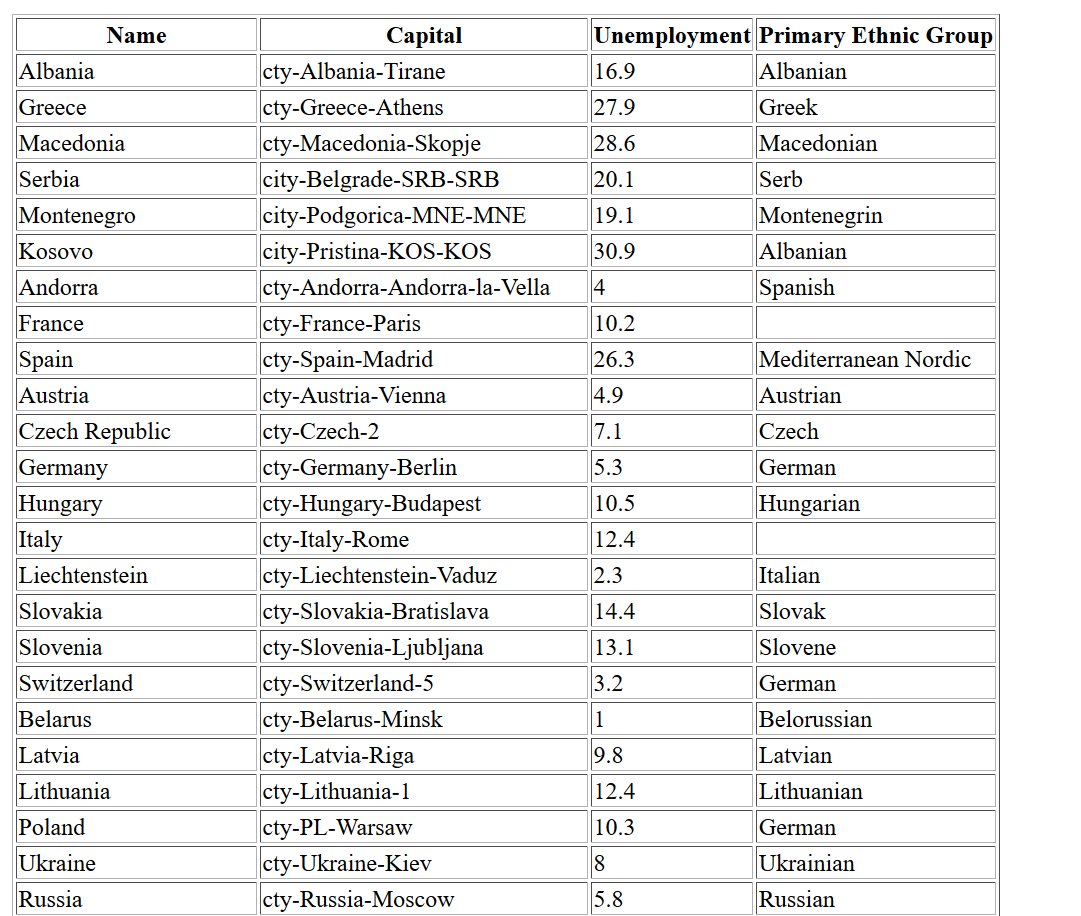 Name Capital Unemployment Primary Ethnic Group
Albania cty-Albania-Tirane 16.9 Albanian
Greece cty-Greece-Athens 27.9 Greek
Macedonia cty-Macedonia-Skopje 28.6 Macedonian
Serbia city-Belgrade-SRB-SRB 20.1 Serb
Montenegro city-Podgorica-MNE-MNE 19.1 Montenegrin
Kosovo city-Pristina-KOS-KOS 30.9 Albanian
Andorra cty-Andorra-Andorra-la-Vella 4 Spanish
France cty-France-Paris 10.2
Spain cty-Spain-Madrid 26.3 Mediterranean Nordic
Austria cty-Austria-Vienna 4.9 Austrian
Czech Republic cty-Czech-2 7.1 Czech
Germany cty-Germany-Berlin 5.3 German
Hungary cty-Hungary-Budapest 10.5 Hungarian
Italy cty-Italy-Rome 12.4
Liechtenstein cty-Liechtenstein-Vaduz 2.3 Italian
Slovakia cty-Slovakia-Bratislava 14.4 Slovak
Slovenia cty-Slovenia-Ljubljana 13.1 Slovene
Switzerland cty-Switzerland-5 3.2 German
Belarus cty-Belarus-Minsk 1 Belorussian
Latvia cty-Latvia-Riga 9.8 Latvian
Lithuania cty-Lithuania-1 12.4 Lithuanian
Poland cty-PL-Warsaw 10.3 German
Ukraine cty-Ukraine-Kiev 8 Ukrainian
Russia cty-Russia-Moscow 5.8 Russian